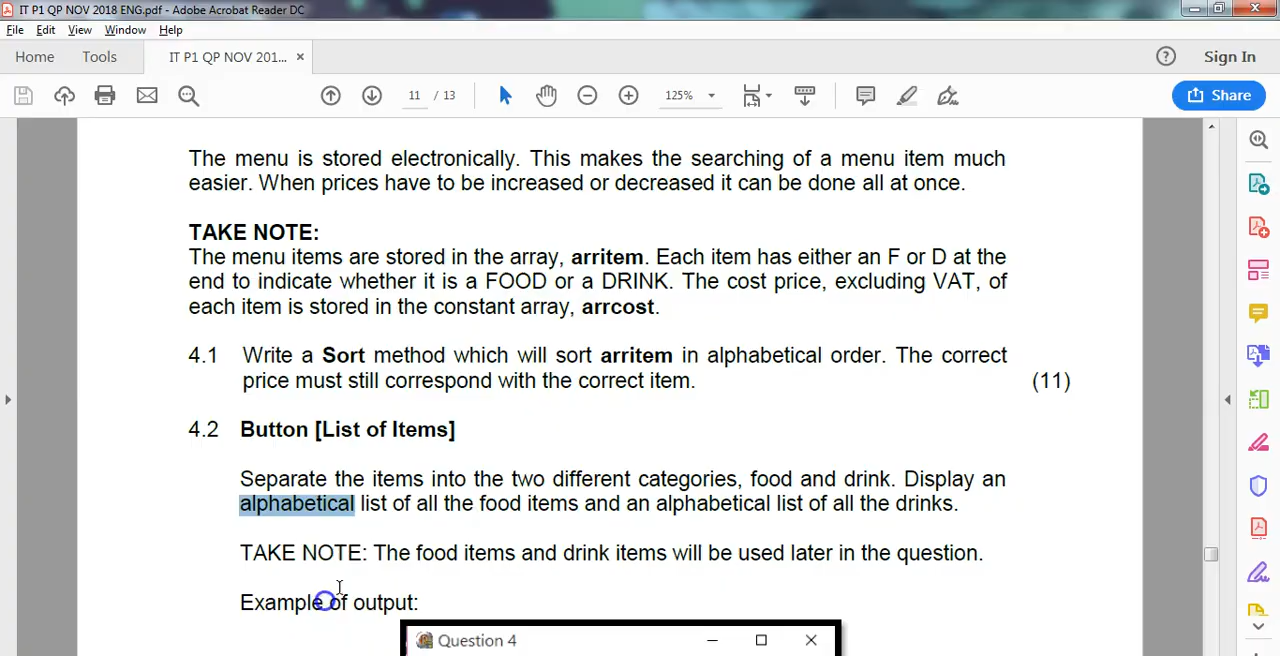 IT P1 QP NOV 2018 ENG.pdf - Adobe Acrobat Reader DC
File Edit View Window Help
Home Tools IT P1 QP NOV 201... × Sign In
11 / 13 125% Share
The menu is stored electronically. This makes the searching of a menu item much
easier. When prices have to be increased or decreased it can be done all at once.
TAKE NOTE:
The menu items are stored in the array, arritem. Each item has either an F or D at the
end to indicate whether it is a FOOD or a DRINK. The cost price, excluding VAT, of
each item is stored in the constant array, arrcost.
4.1 Write a Sort method which will sort arritem in alphabetical order. The correct
price must still correspond with the correct item. (11)
4.2 Button [List of Items]
Separate the items into the two different categories, food and drink. Display an
alphabetical list of all the food items and an alphabetical list of all the drinks.
TAKE NOTE: The food items and drink items will be used later in the question.
Example of output:
Question 4